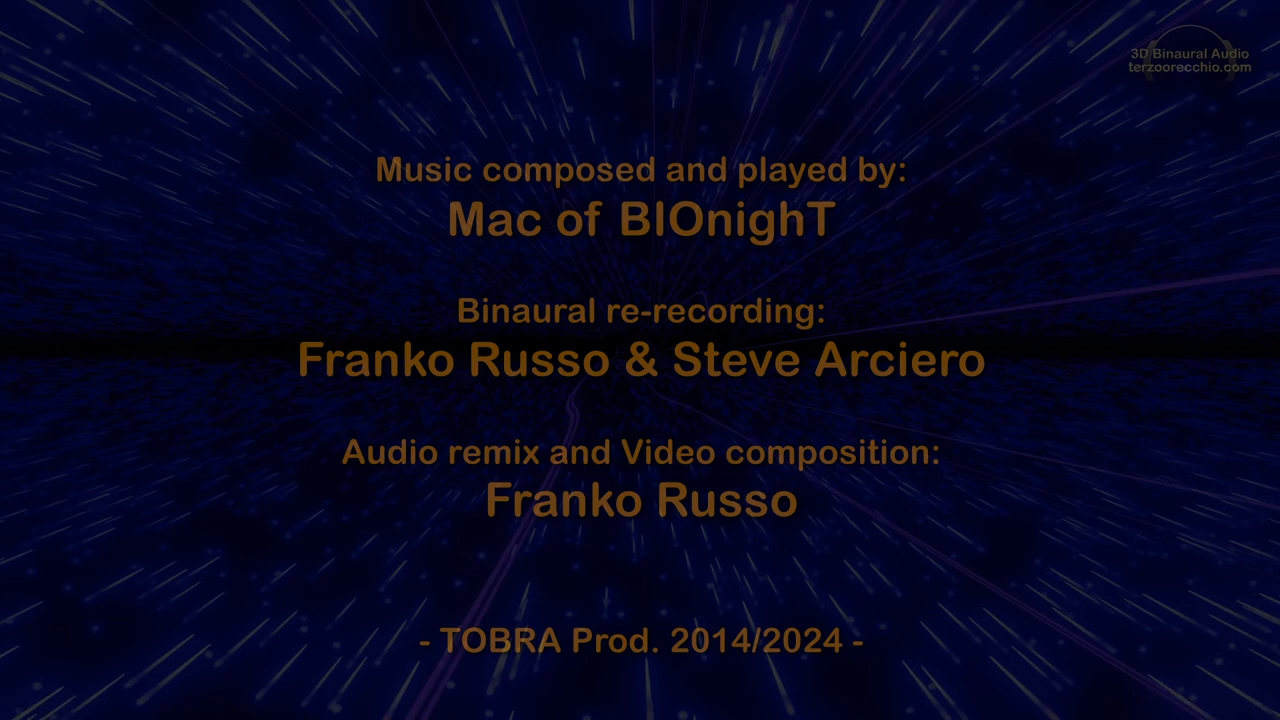 3D Binaural Audio
terzoorecchio.com
Music composed and played by:
Mac of BIOnighT
Binaural re-recording:
Franko Russo & Steve Arciero
Audio remix and Video composition:
Franko Russo
- TOBRA Prod. 2014/2024 -